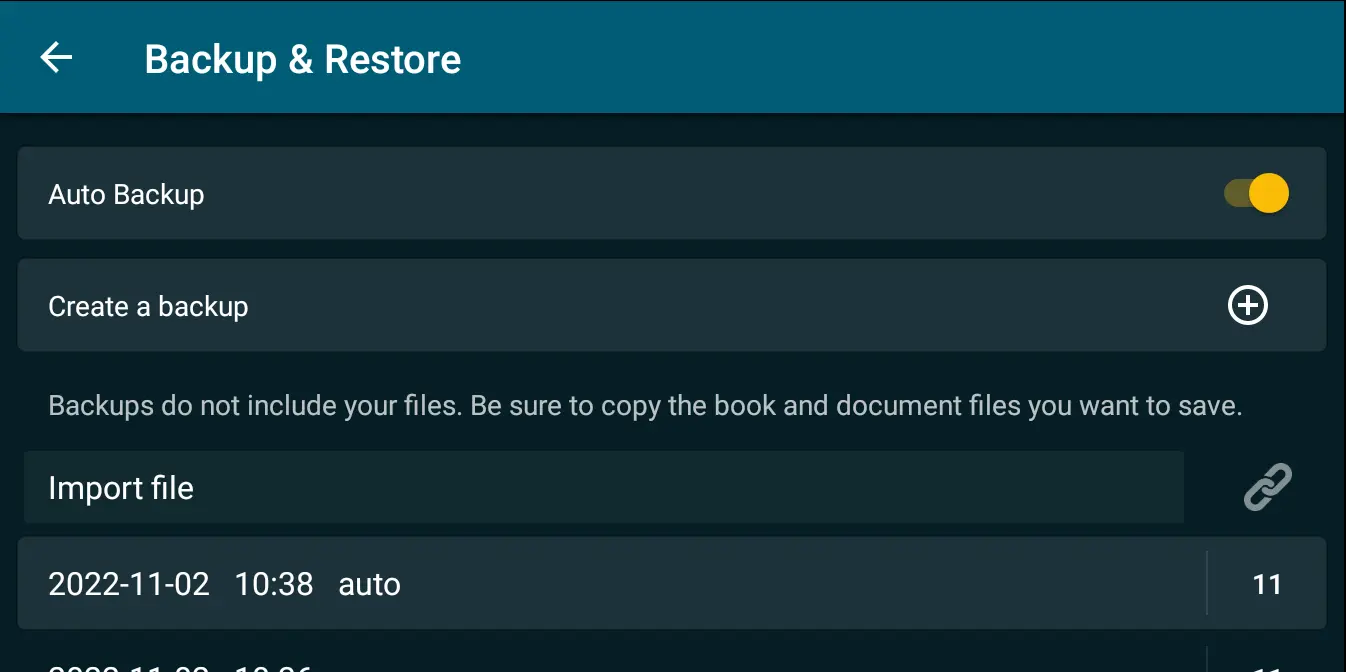 Backup & Restore
Auto Backup
Create a backup
Backups do not include your files. Be sure to copy the book and document files you want to save.
Import file
2022-11-02 10:38 auto 11